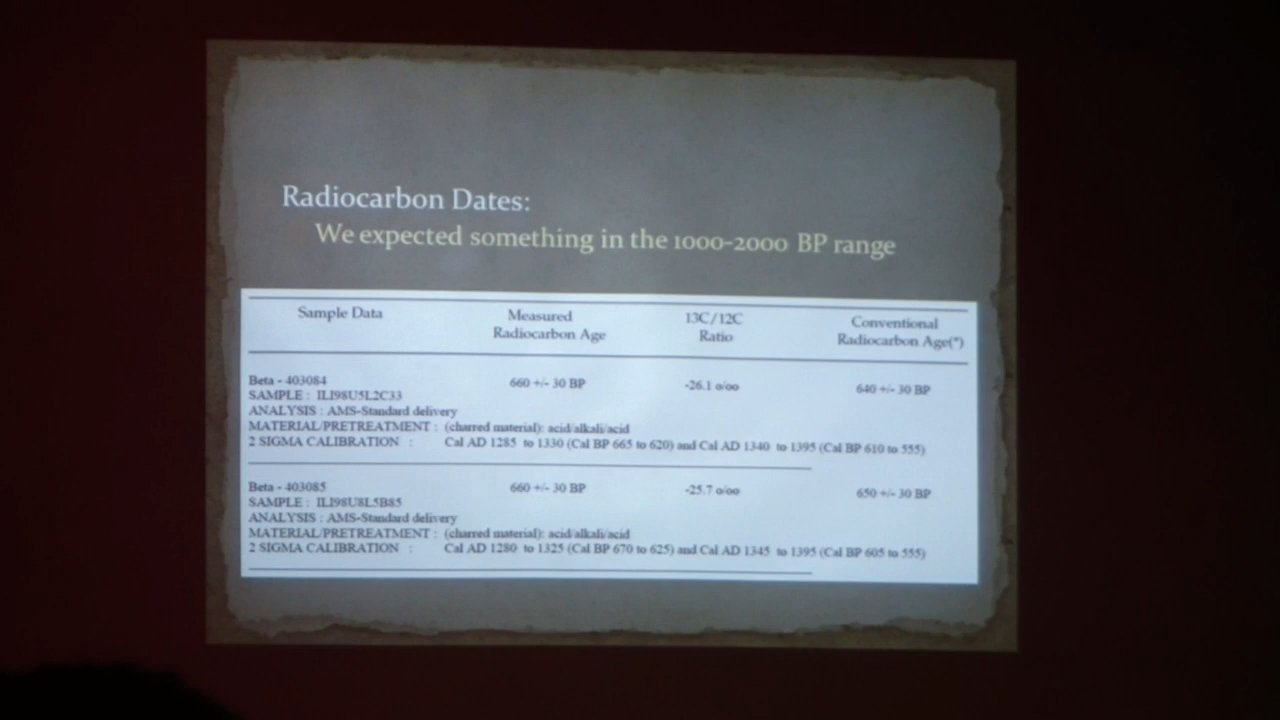 Radiocarbon Dates:
We expected something in the 1000-2000 BP range
Sample Data Measured Radiocarbon Age 13C/12C Ratio Conventional Radiocarbon Age(*)
Beta - 403084 660 +/- 30 BP -26.1 o/oo 640 +/- 30 BP
SAMPLE : ILI98U5L2C33
ANALYSIS : AMS-Standard delivery
MATERIAL/PRETREATMENT : (charred material): acid/alkali/acid
2 SIGMA CALIBRATION : Cal AD 1285 to 1330 (Cal BP 665 to 620) and Cal AD 1340 to 1395 (Cal BP 610 to 555)
Beta - 403085 660 +/- 30 BP -25.7 o/oo 650 +/- 30 BP
SAMPLE : ILI98U8L5B85
ANALYSIS : AMS-Standard delivery
MATERIAL/PRETREATMENT : (charred material): acid/alkali/acid
2 SIGMA CALIBRATION : Cal AD 1280 to 1325 (Cal BP 670 to 625) and Cal AD 1345 to 1395 (Cal BP 605 to 555)